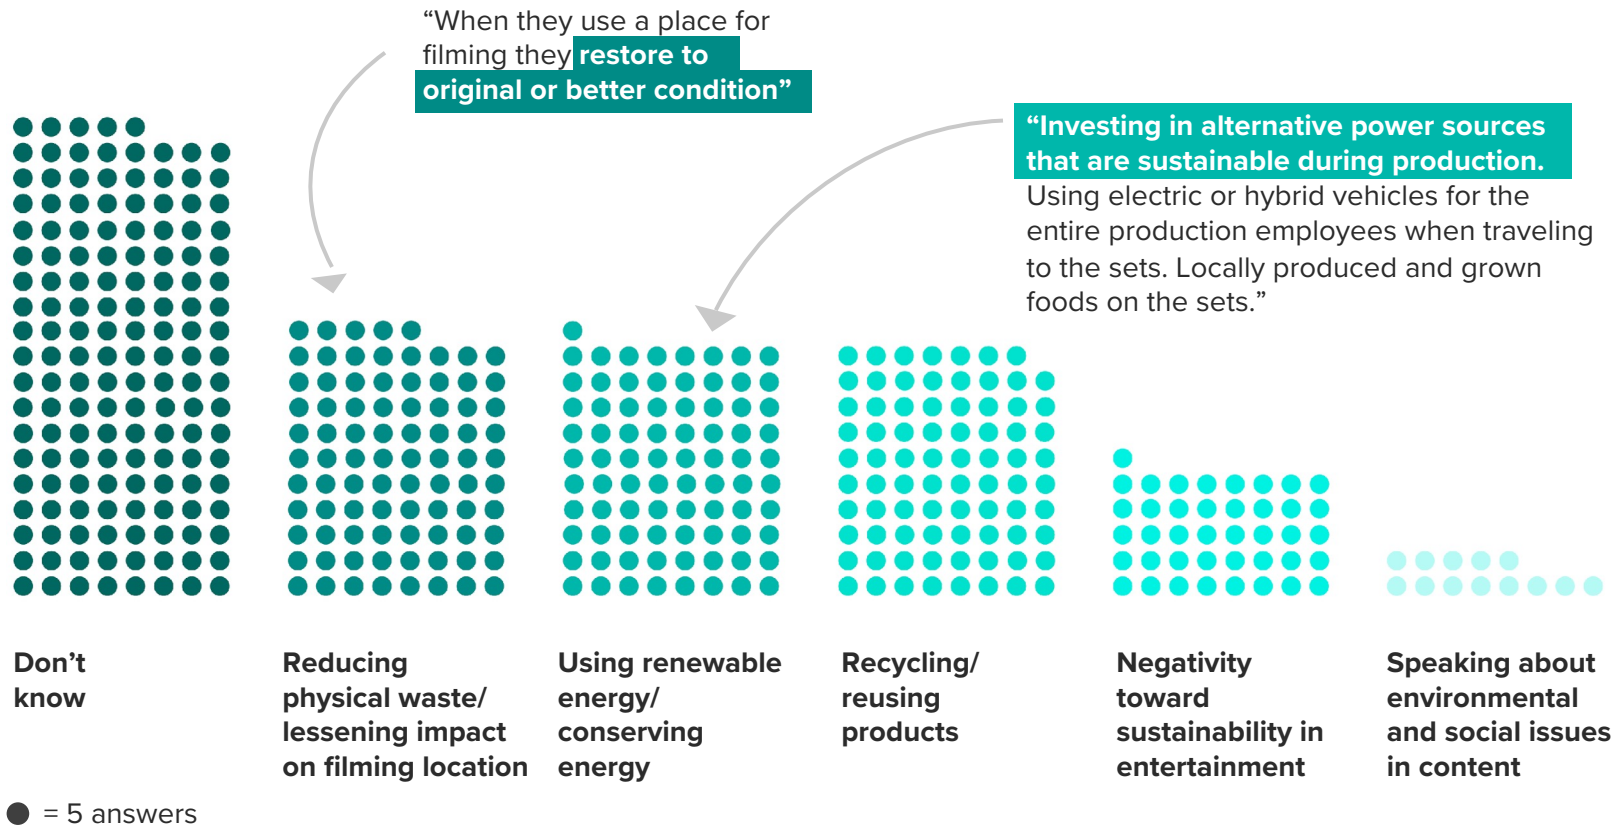 “When they use a place for
filming they restore to
original or better condition”
“Investing in alternative power sources
that are sustainable during production.
Using electric or hybrid vehicles for the
entire production employees when traveling
to the sets. Locally produced and grown
foods on the sets.”
Don’t
know
Reducing
physical waste/
lessening impact
on filming location
Using renewable
energy/
conserving
energy
Recycling/
reusing
products
Negativity
toward
sustainability in
entertainment
Speaking about
environmental
and social issues
in content
= 5 answers